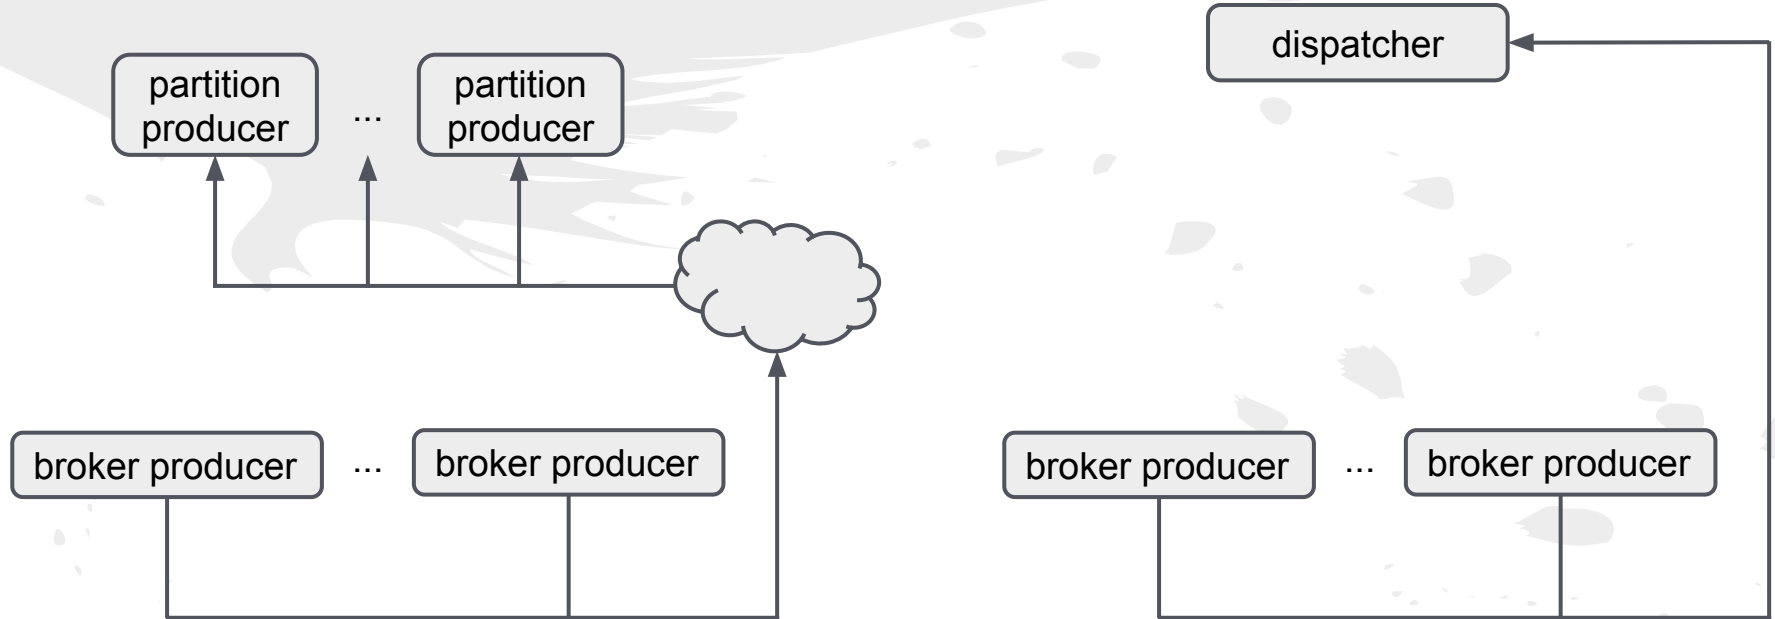 dispatcher
partition
producer
...
partition
producer
broker producer
...
broker producer
broker producer
...
broker producer